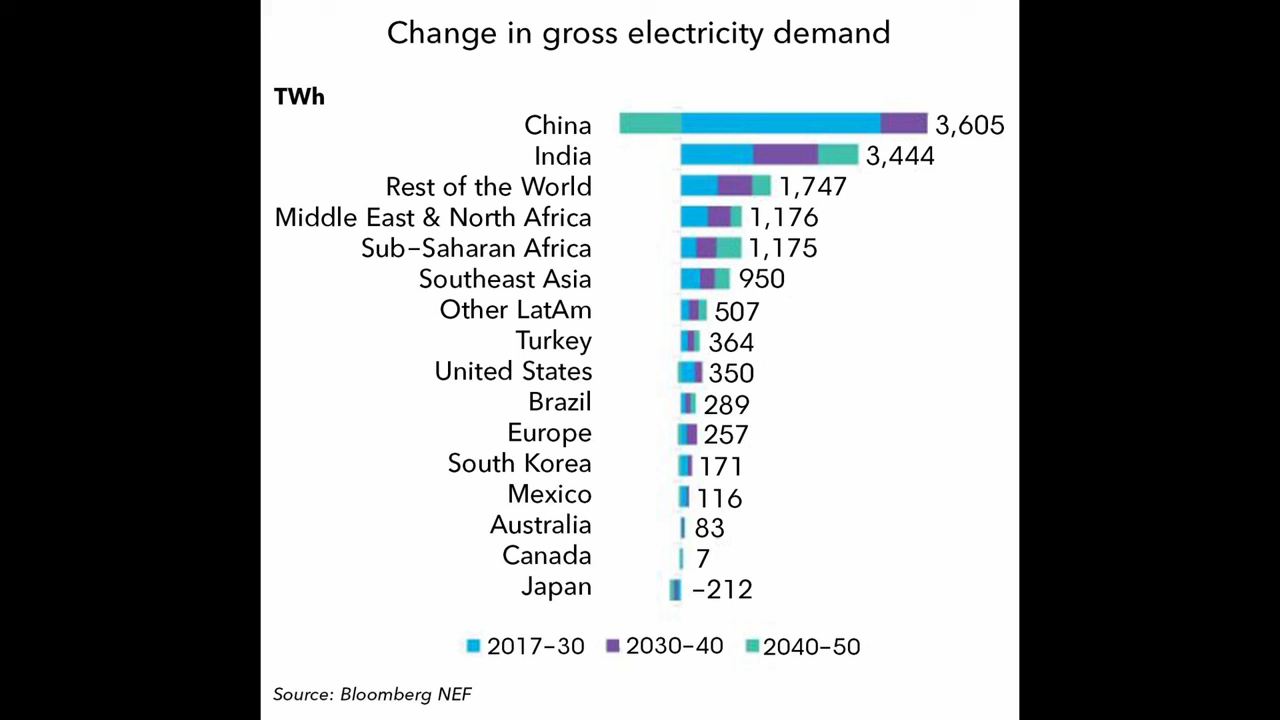 Change in gross electricity demand
TWh
China 3,605
India 3,444
Rest of the World 1,747
Middle East & North Africa 1,176
Sub-Saharan Africa 1,175
Southeast Asia 950
Other LatAm 507
Turkey 364
United States 350
Brazil 289
Europe 257
South Korea 171
Mexico 116
Australia 83
Canada 7
Japan -212
2017-30 2030-40 2040-50
Source: Bloomberg NEF